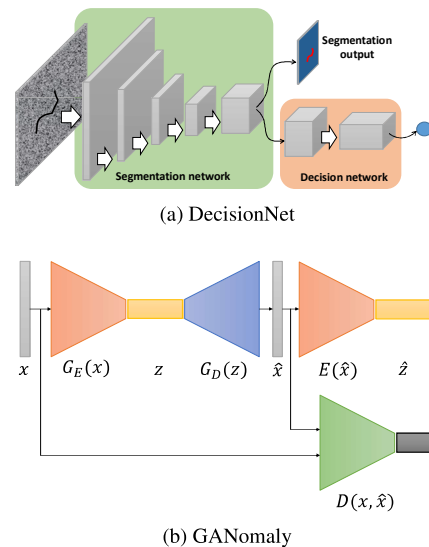 Segmentation
output
Segmentation network
Decision network
(a) DecisionNet
x
G_E(x)
z
G_D(z)
x̂
E(x̂)
ẑ
D(x, x̂)
(b) GANomaly